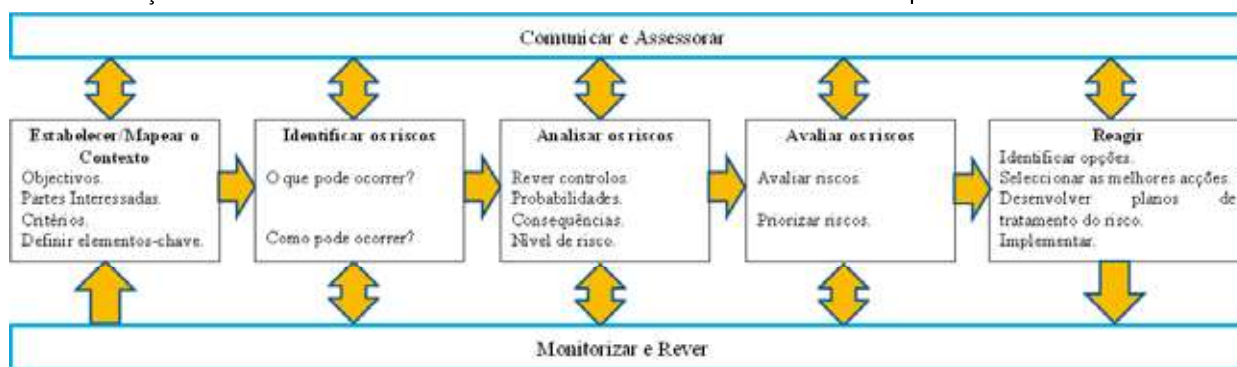 Comunicar e Assessorar
Estabelecer/Mapear o
Contexto
Objectivos.
Partes Interessadas.
Critérios.
Definir elementos-chave.
Identificar os riscos
O que pode ocorrer?
Como pode ocorrer?
Analisar os riscos
Rever controlos.
Probabilidades.
Consequências.
Nível de risco.
Avaliar os riscos
Avaliar riscos.
Priorizar riscos.
Reagir
Identificar opções.
Seleccionar as melhores acções.
Desenvolver planos de
tratamento do risco.
Implementar.
Monitorizar e Rever